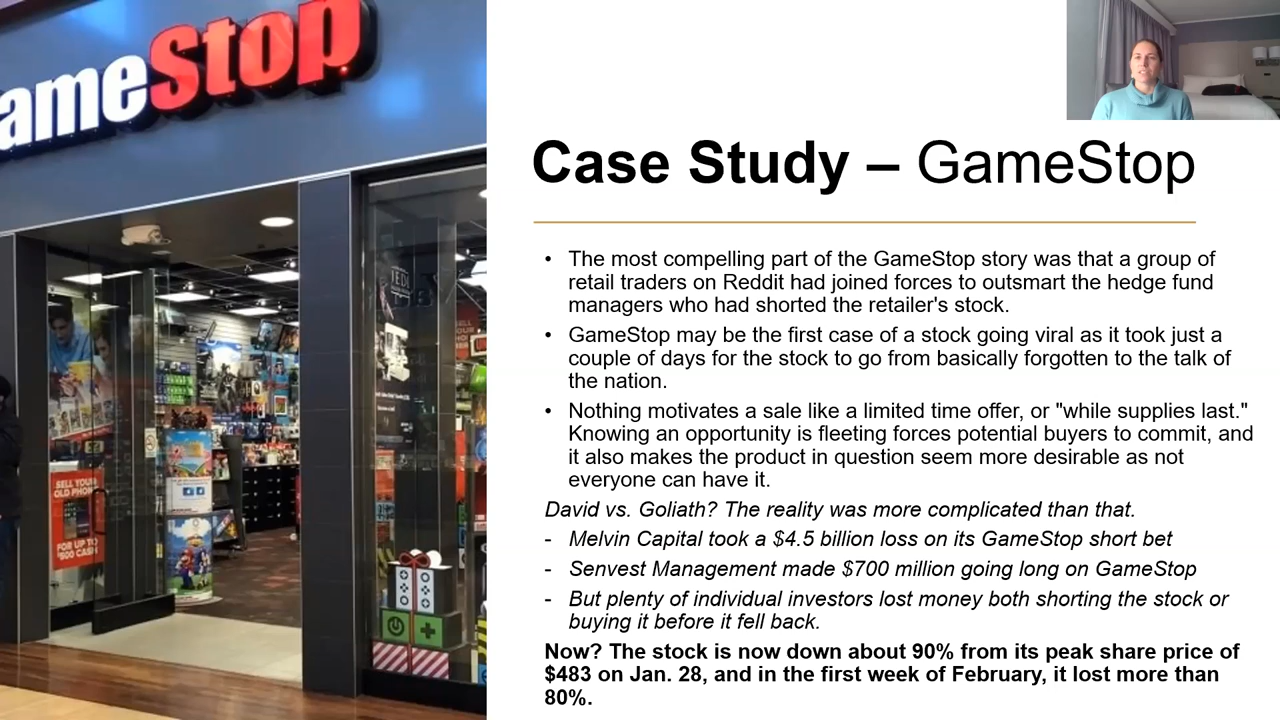 ameStop
Case Study – GameStop
• The most compelling part of the GameStop story was that a group of
retail traders on Reddit had joined forces to outsmart the hedge fund
managers who had shorted the retailer's stock.
• GameStop may be the first case of a stock going viral as it took just a
couple of days for the stock to go from basically forgotten to the talk of
the nation.
• Nothing motivates a sale like a limited time offer, or "while supplies last."
Knowing an opportunity is fleeting forces potential buyers to commit, and
it also makes the product in question seem more desirable as not
everyone can have it.
David vs. Goliath? The reality was more complicated than that.
- Melvin Capital took a $4.5 billion loss on its GameStop short bet
- Senvest Management made $700 million going long on GameStop
- But plenty of individual investors lost money both shorting the stock or
buying it before it fell back.
Now? The stock is now down about 90% from its peak share price of
$483 on Jan. 28, and in the first week of February, it lost more than
80%.
JEDI
SELL YOUR
OLD PHONE
FOR UP TO
$500 CASH